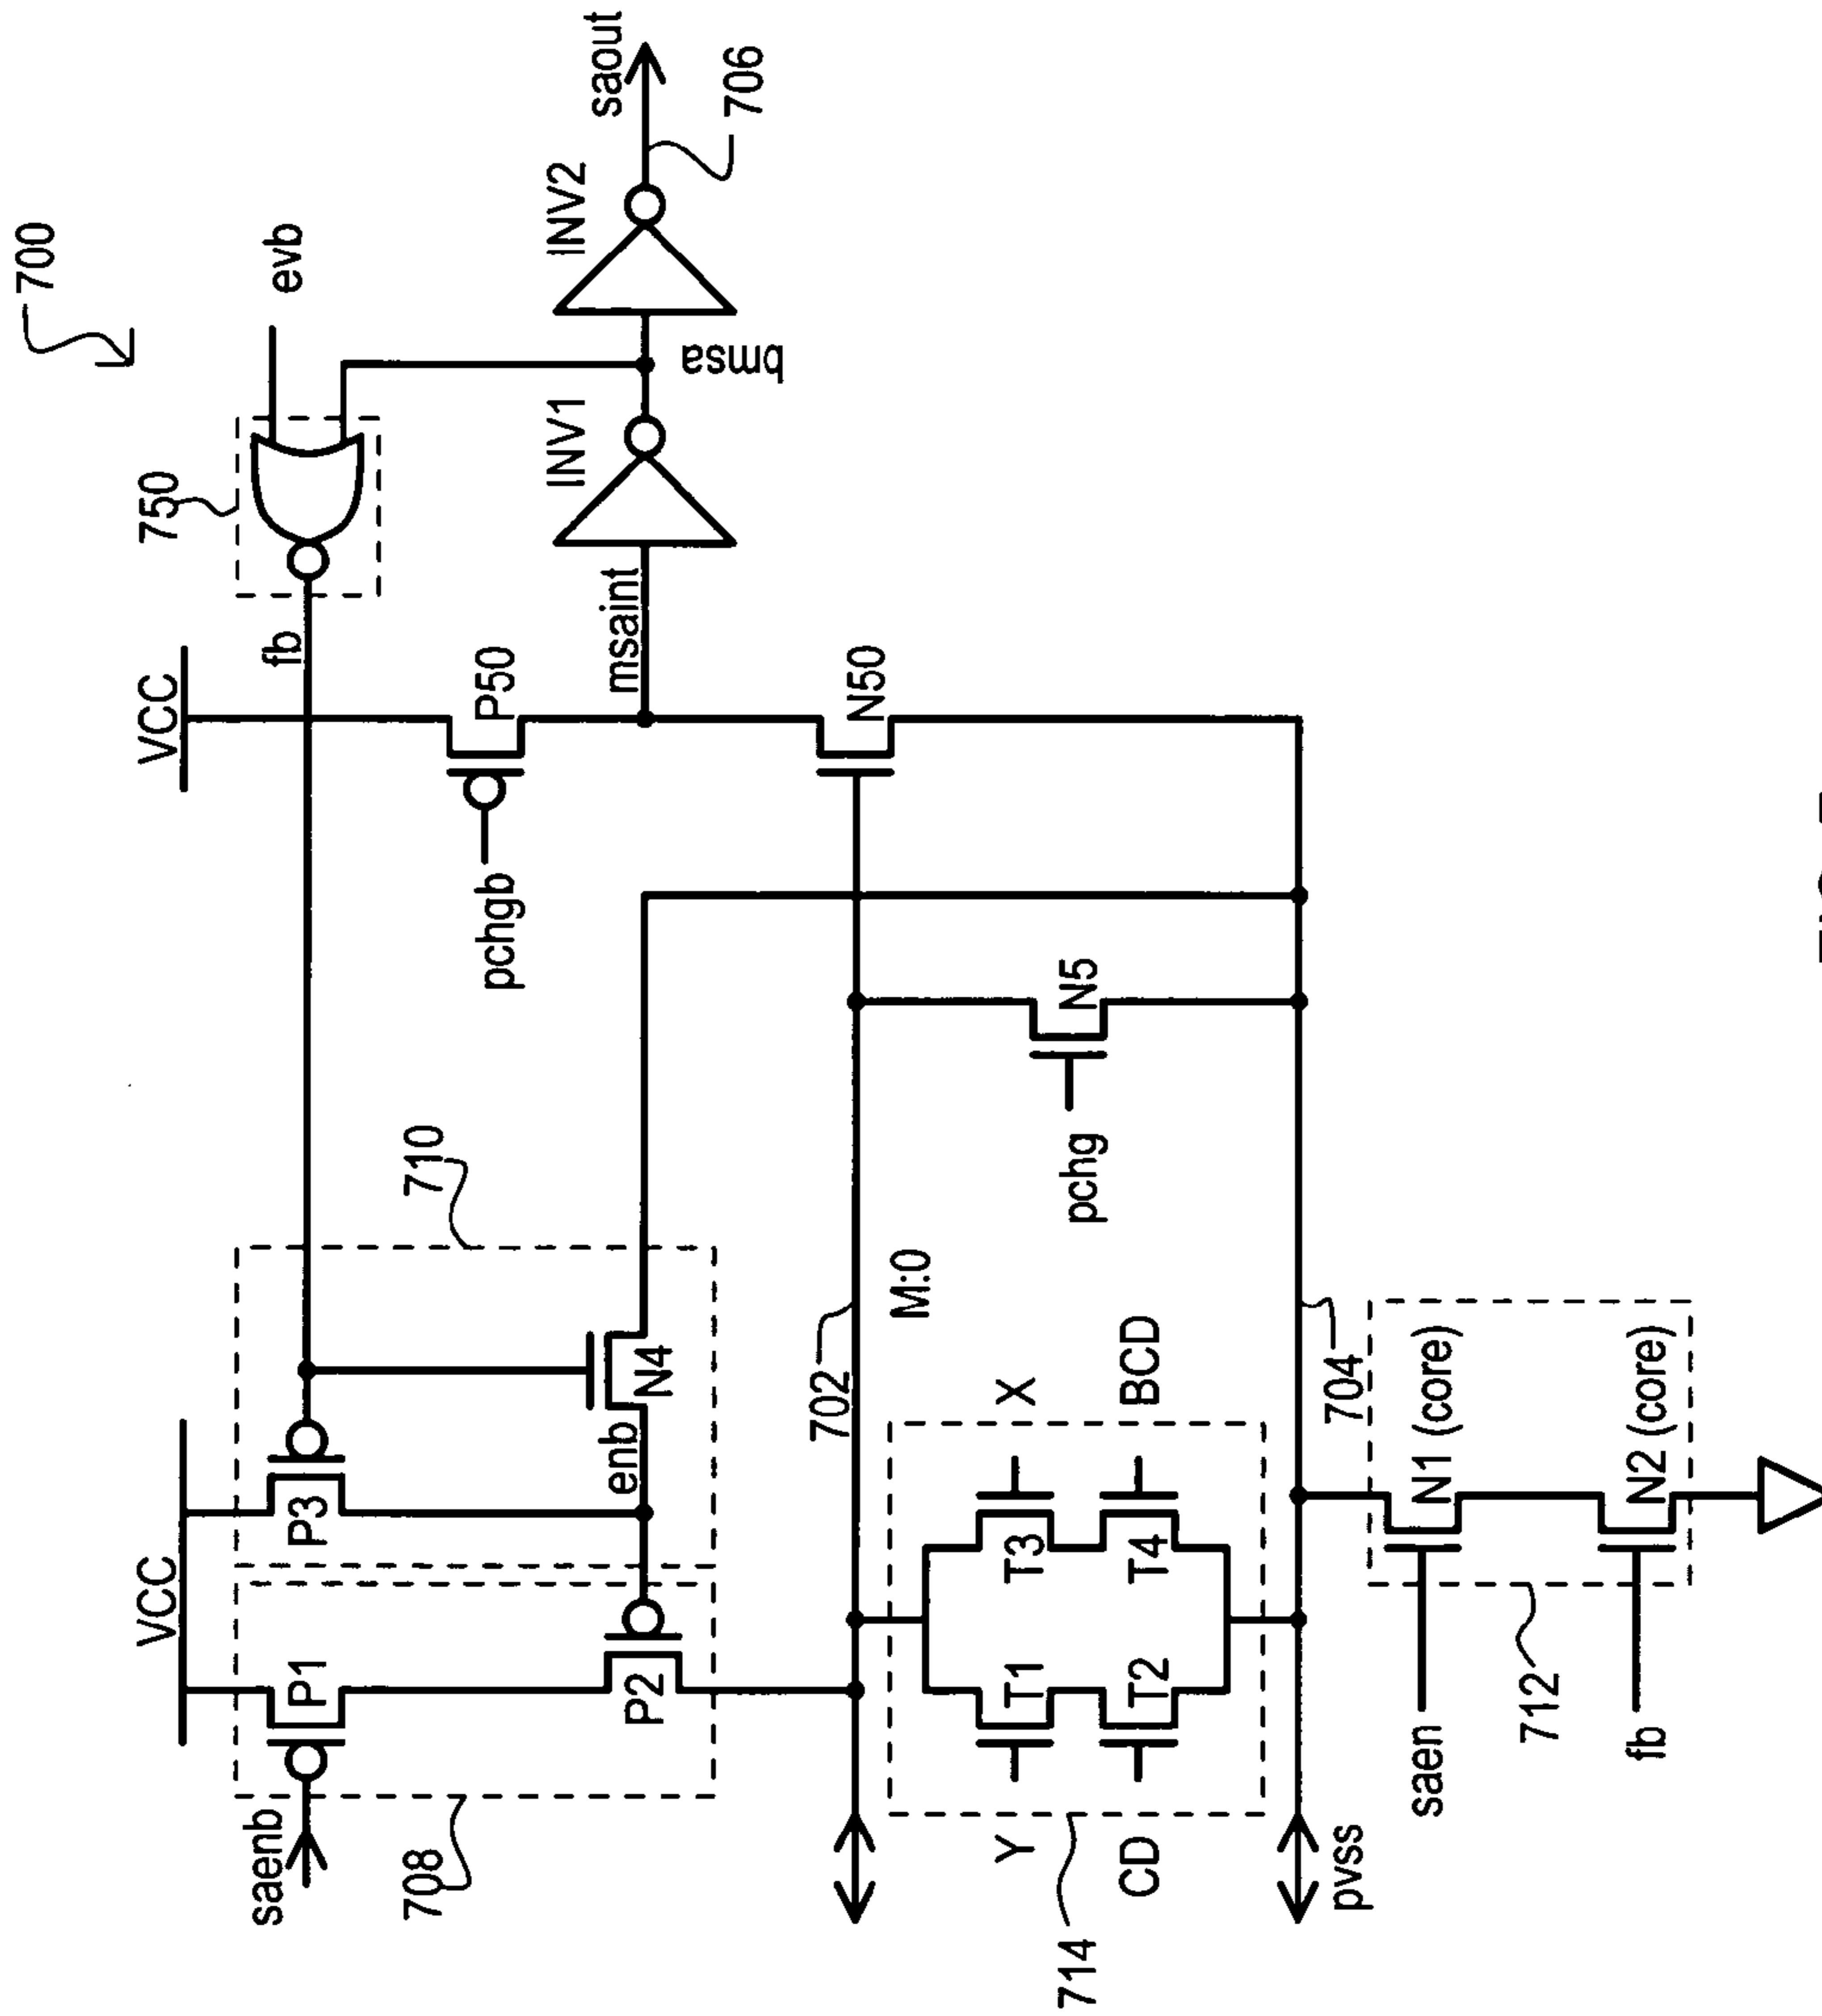 700
VCC
VCC
750
evb
saenb
P1
P3
fb
708
710
P50
pchgb
INV1
INV2
saout
706
bmsa
msaint
enb
N4
P2
702
M:0
N50
Y
T1
T3
X
N5
pchg
CD
T2
T4
BCD
714
704
pvss
saen
N1 (core)
712
fb
N2 (core)